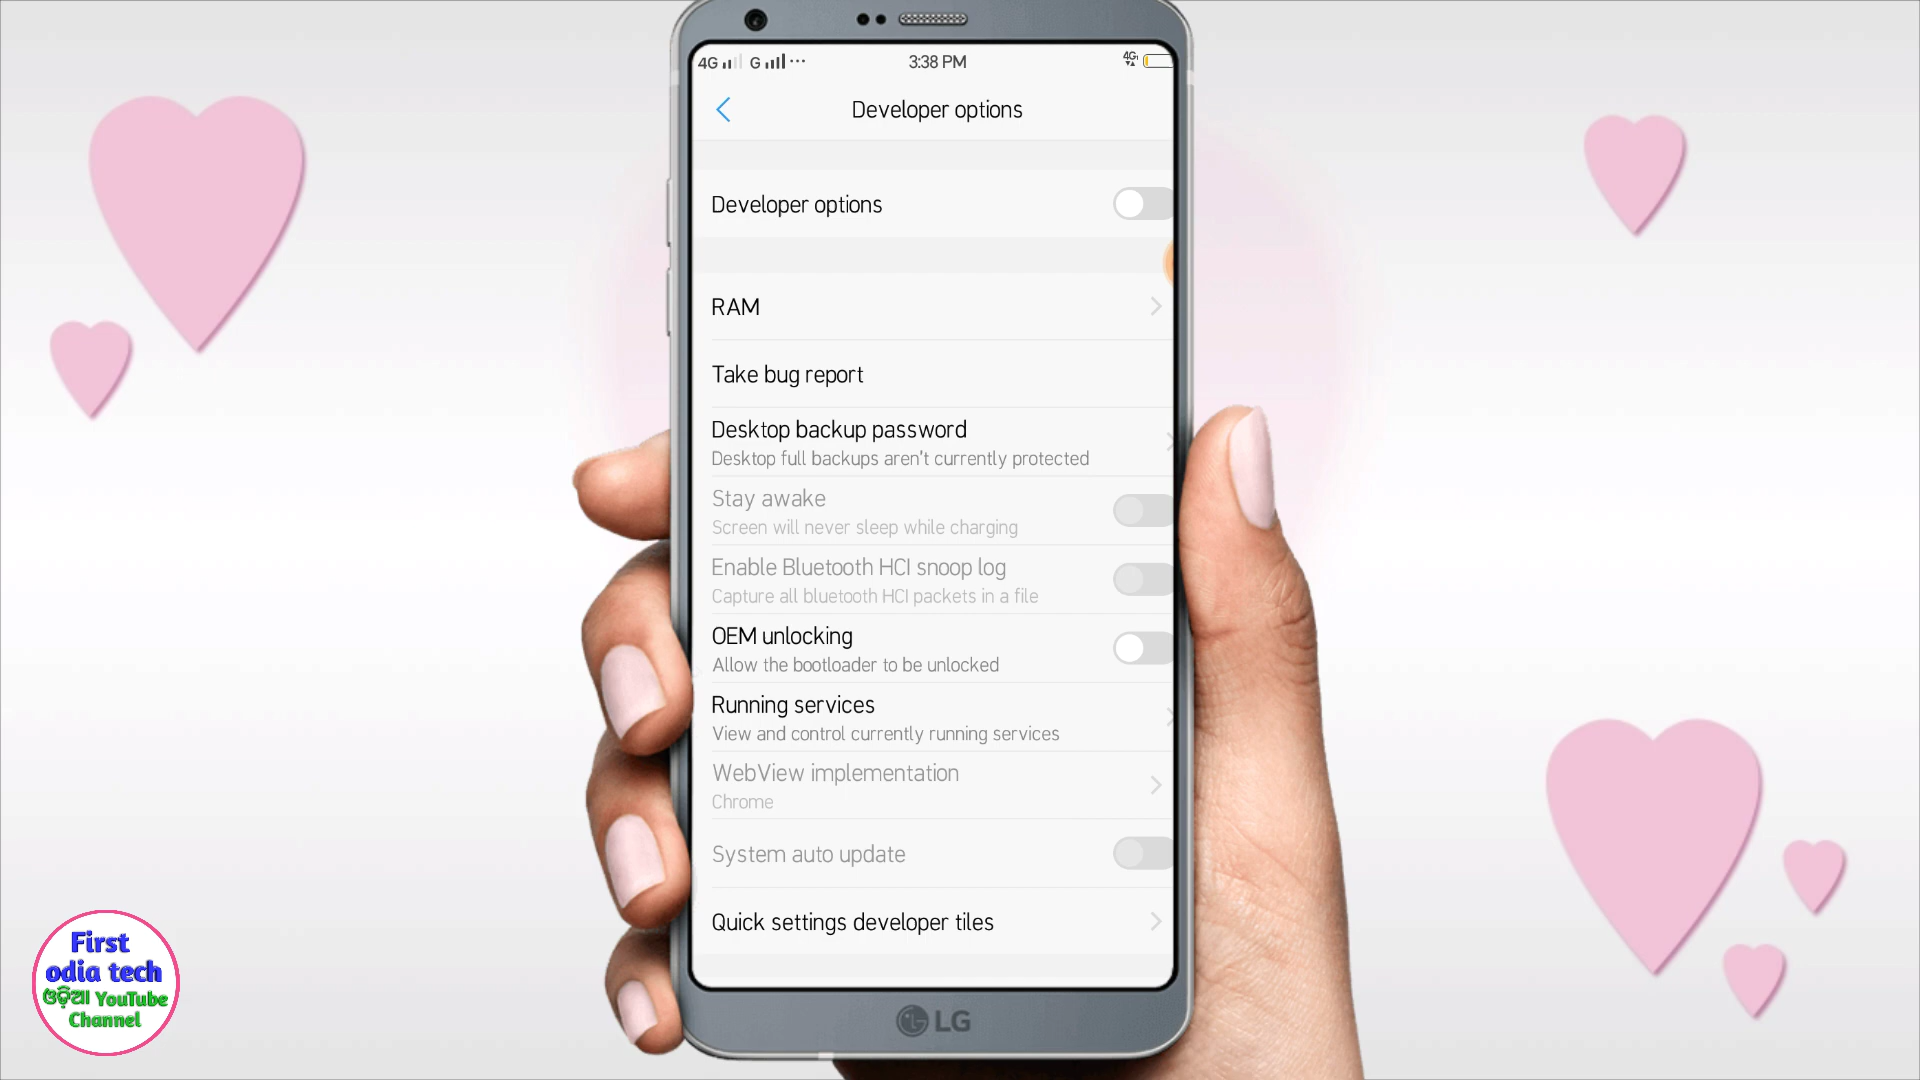 4G G 3:38 PM 4G
Developer options
Developer options
RAM
Take bug report
Desktop backup password
Desktop full backups aren't currently protected
Stay awake
Screen will never sleep while charging
Enable Bluetooth HCI snoop log
Capture all bluetooth HCI packets in a file
OEM unlocking
Allow the bootloader to be unlocked
Running services
View and control currently running services
WebView implementation
Chrome
System auto update
Quick settings developer tiles
LG
First
odia tech
ଓଡ଼ିଆ YouTube
Channel